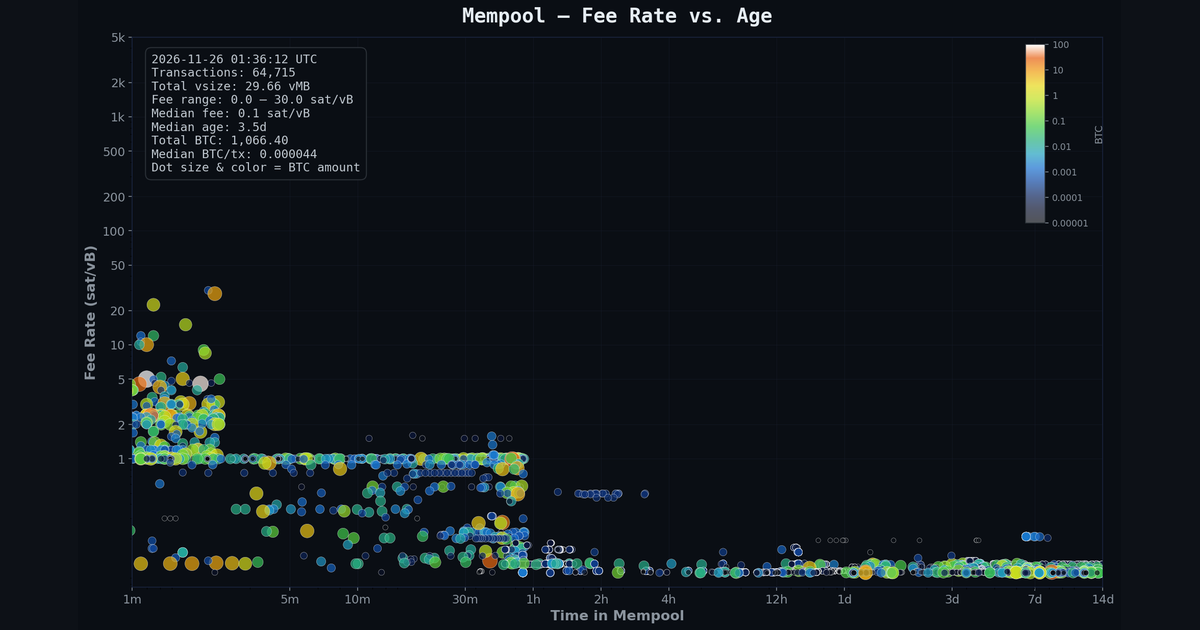 Mempool — Fee Rate vs. Age
5k
2k
1k
500
200
100
50
20
10
5
2
1
Fee Rate (sat/vB)
2026-11-26 01:36:12 UTC
Transactions: 64,715
Total vsize: 29.66 vMB
Fee range: 0.0 – 30.0 sat/vB
Median fee: 0.1 sat/vB
Median age: 3.5d
Total BTC: 1,066.40
Median BTC/tx: 0.000044
Dot size & color = BTC amount
100
10
1
0.1
0.01
0.001
0.0001
0.00001
BTC
1m
5m
10m
30m
1h
2h
4h
12h
1d
3d
7d
14d
Time in Mempool